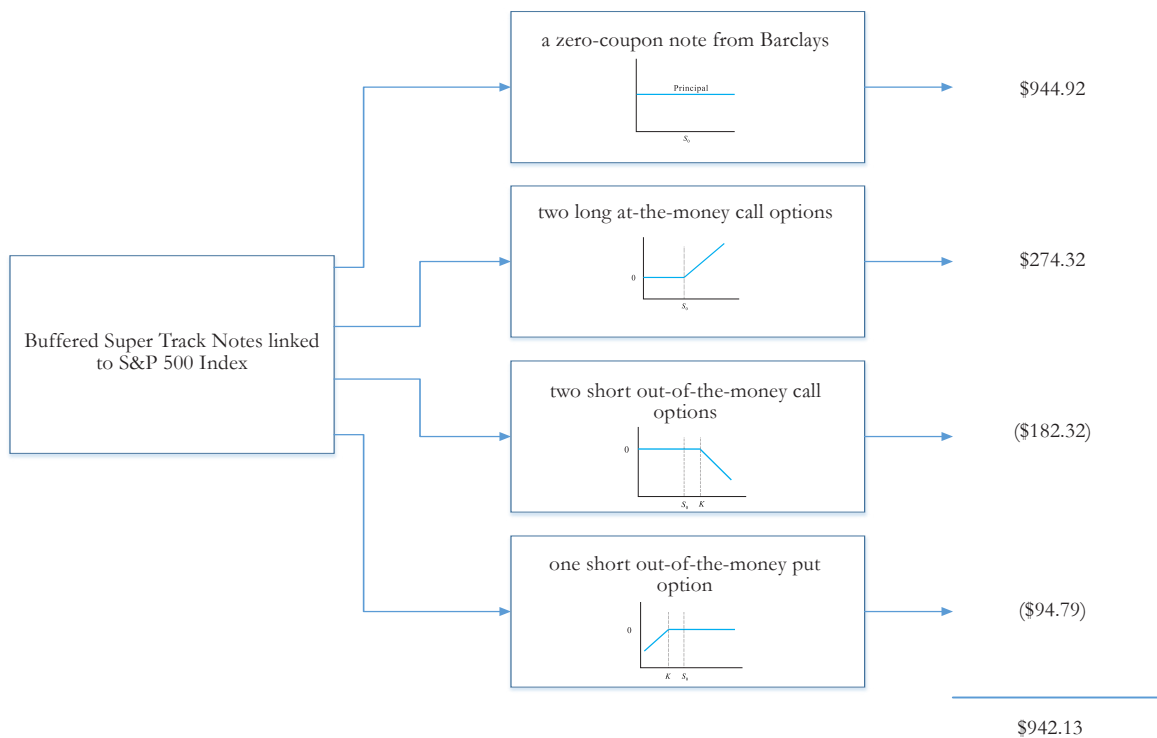 a zero-coupon note from Barclays
Principal
S₀
$944.92
two long at-the-money call options
0
S₀
$274.32
Buffered Super Track Notes linked
to S&P 500 Index
two short out-of-the-money call
options
0
S₀ K
($182.32)
one short out-of-the-money put
option
0
K S₀
($94.79)
$942.13